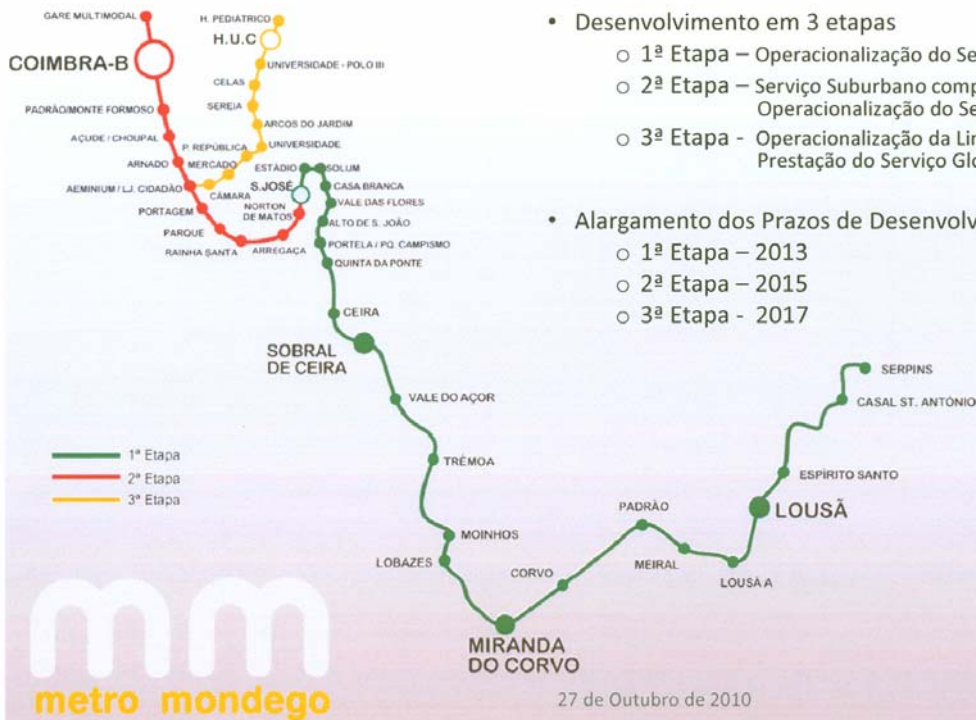 GARE MULTIMODAL
COIMBRA-B
PADRÃO/MONTE FORMOSO
AÇUDE / CHOUPAL
ARNADO
AEMINIUM / LJ. CIDADÃO
PORTAGEM
PARQUE
RAINHA SANTA
ARREGAÇA
NORTON
DE MATOS
S.JOSÉ
H. PEDIÁTRICO
H.U.C
UNIVERSIDADE - POLO III
CELAS
SEREIA
ARCOS DO JARDIM
UNIVERSIDADE
P. REPÚBLICA
MERCADO
CÂMARA
ESTÁDIO
SOLUM
CASA BRANCA
VALE DAS FLORES
ALTO DE S. JOÃO
PORTELA / PQ. CAMPISMO
QUINTA DA PONTE
CEIRA
SOBRAL
DE CEIRA
VALE DO AÇOR
TRÉMOA
MOINHOS
LOBAZES
MIRANDA
DO CORVO
CORVO
PADRÃO
MEIRAL
LOUSÃ A
LOUSÃ
ESPÍRITO SANTO
CASAL ST. ANTÓNIO
SERPINS
• Desenvolvimento em 3 etapas
o 1ª Etapa – Operacionalização do Se
o 2ª Etapa – Serviço Suburbano comp
Operacionalização do Se
o 3ª Etapa - Operacionalização da Lin
Prestação do Serviço Glo
• Alargamento dos Prazos de Desenvolv
o 1ª Etapa – 2013
o 2ª Etapa – 2015
o 3ª Etapa - 2017
1ª Etapa
2ª Etapa
3ª Etapa
mm
metro mondego
27 de Outubro de 2010